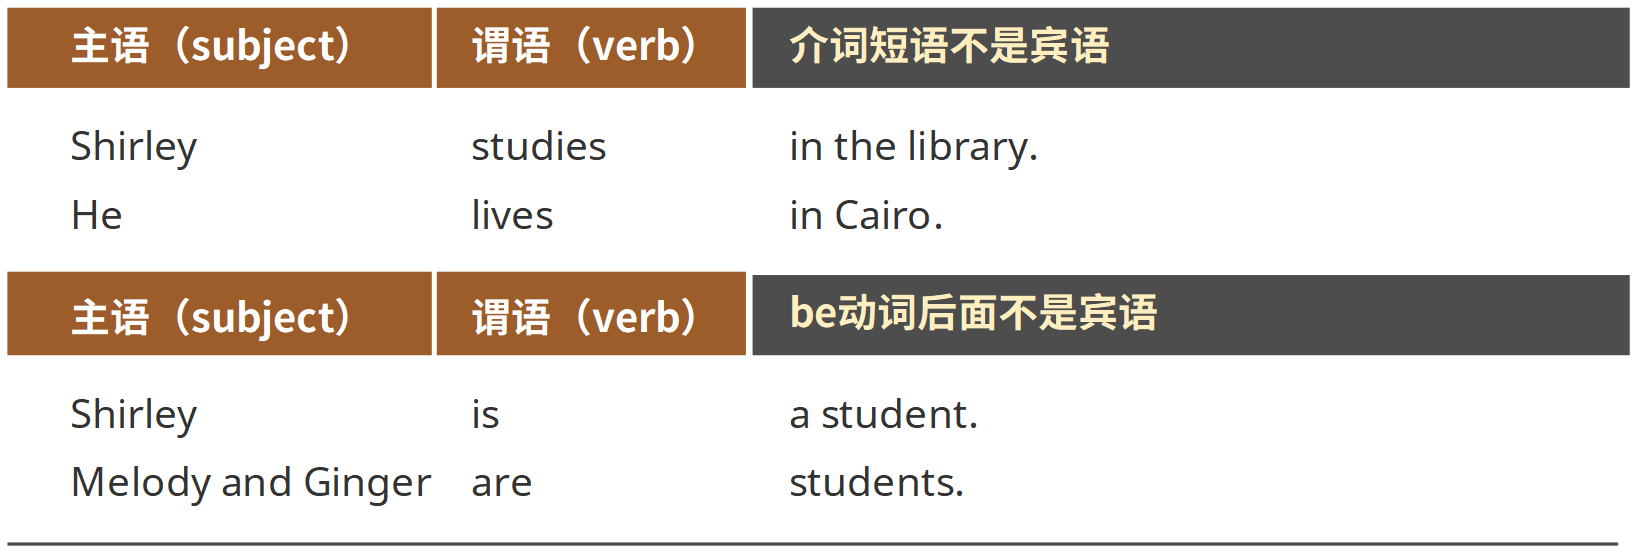 主语（subject） 谓语（verb） 介词短语不是宾语
Shirley studies in the library.
He lives in Cairo.
主语（subject） 谓语（verb） be动词后面不是宾语
Shirley is a student.
Melody and Ginger are students.